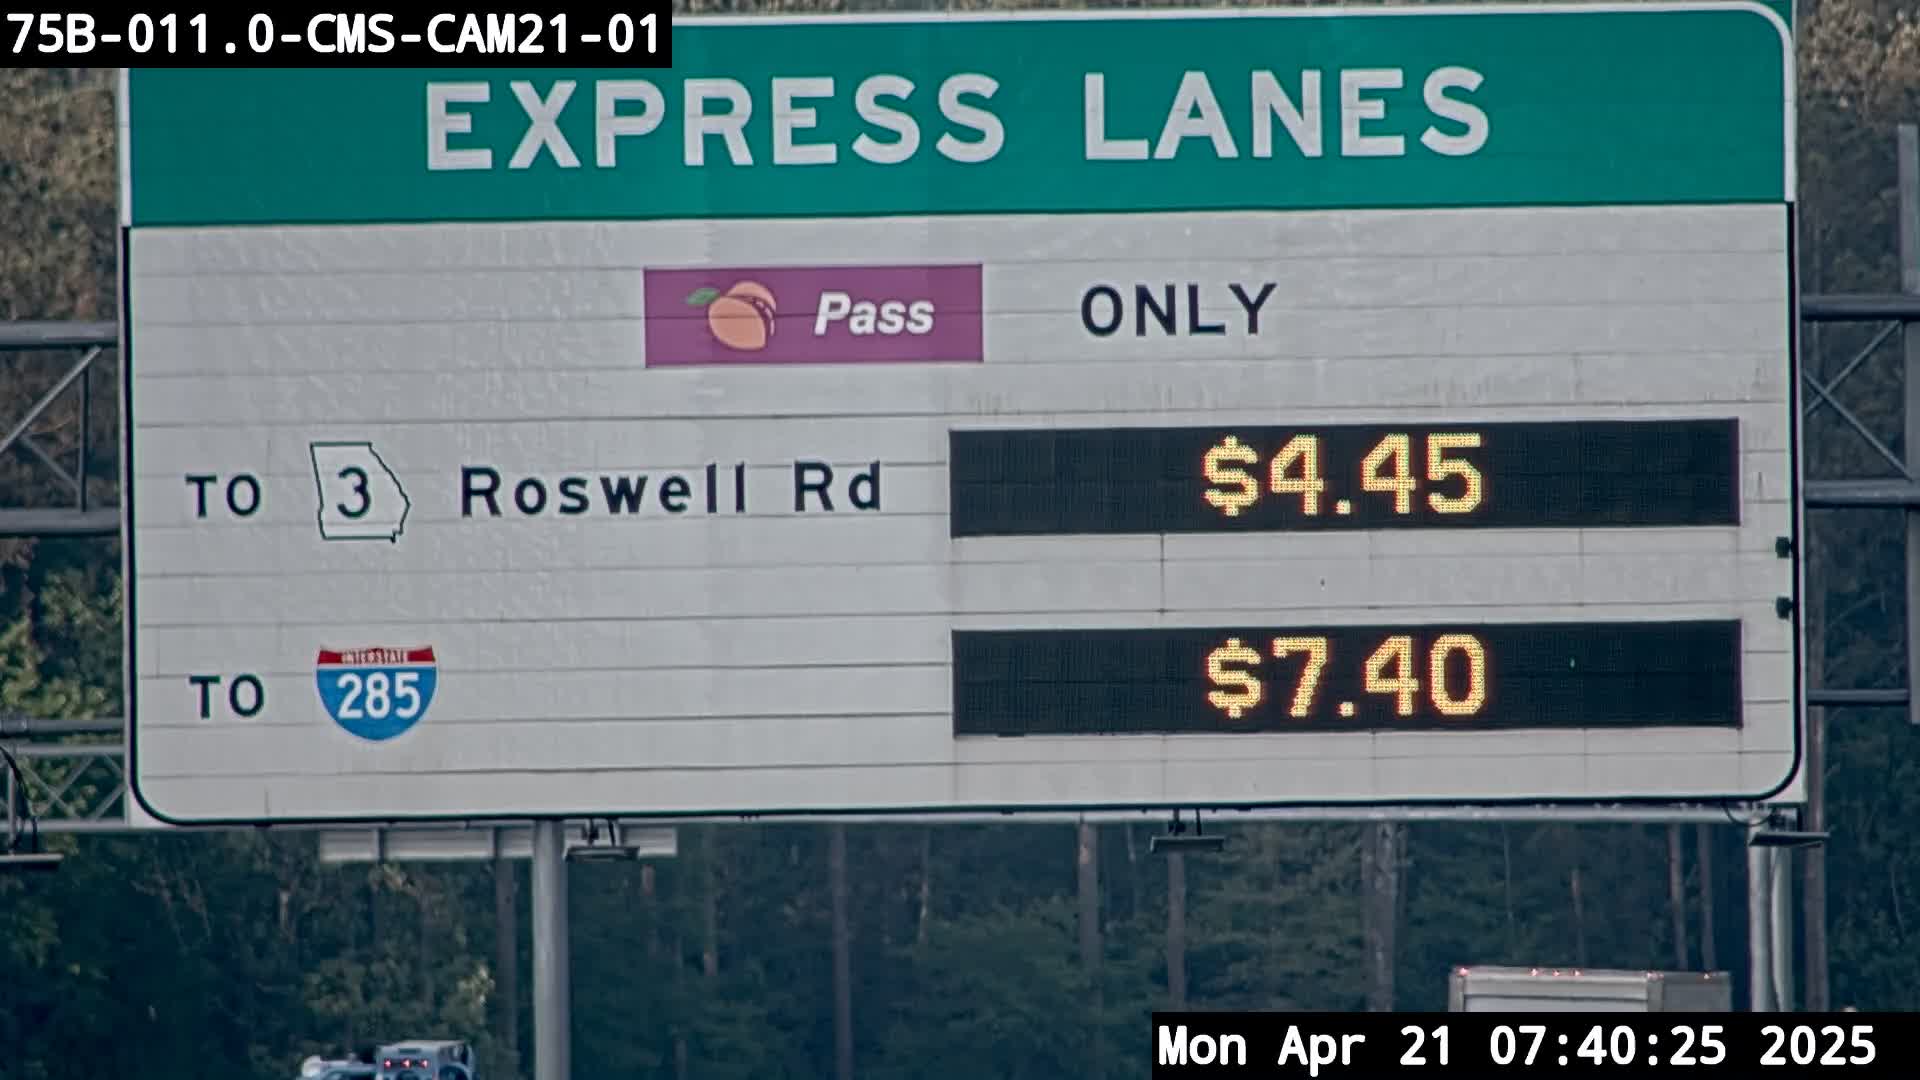 75B-011.0-CMS-CAM21-01
EXPRESS LANES
Pass ONLY
TO 3 Roswell Rd $4.45
INTERSTATE
TO 285 $7.40
Mon Apr 21 07:40:25 2025